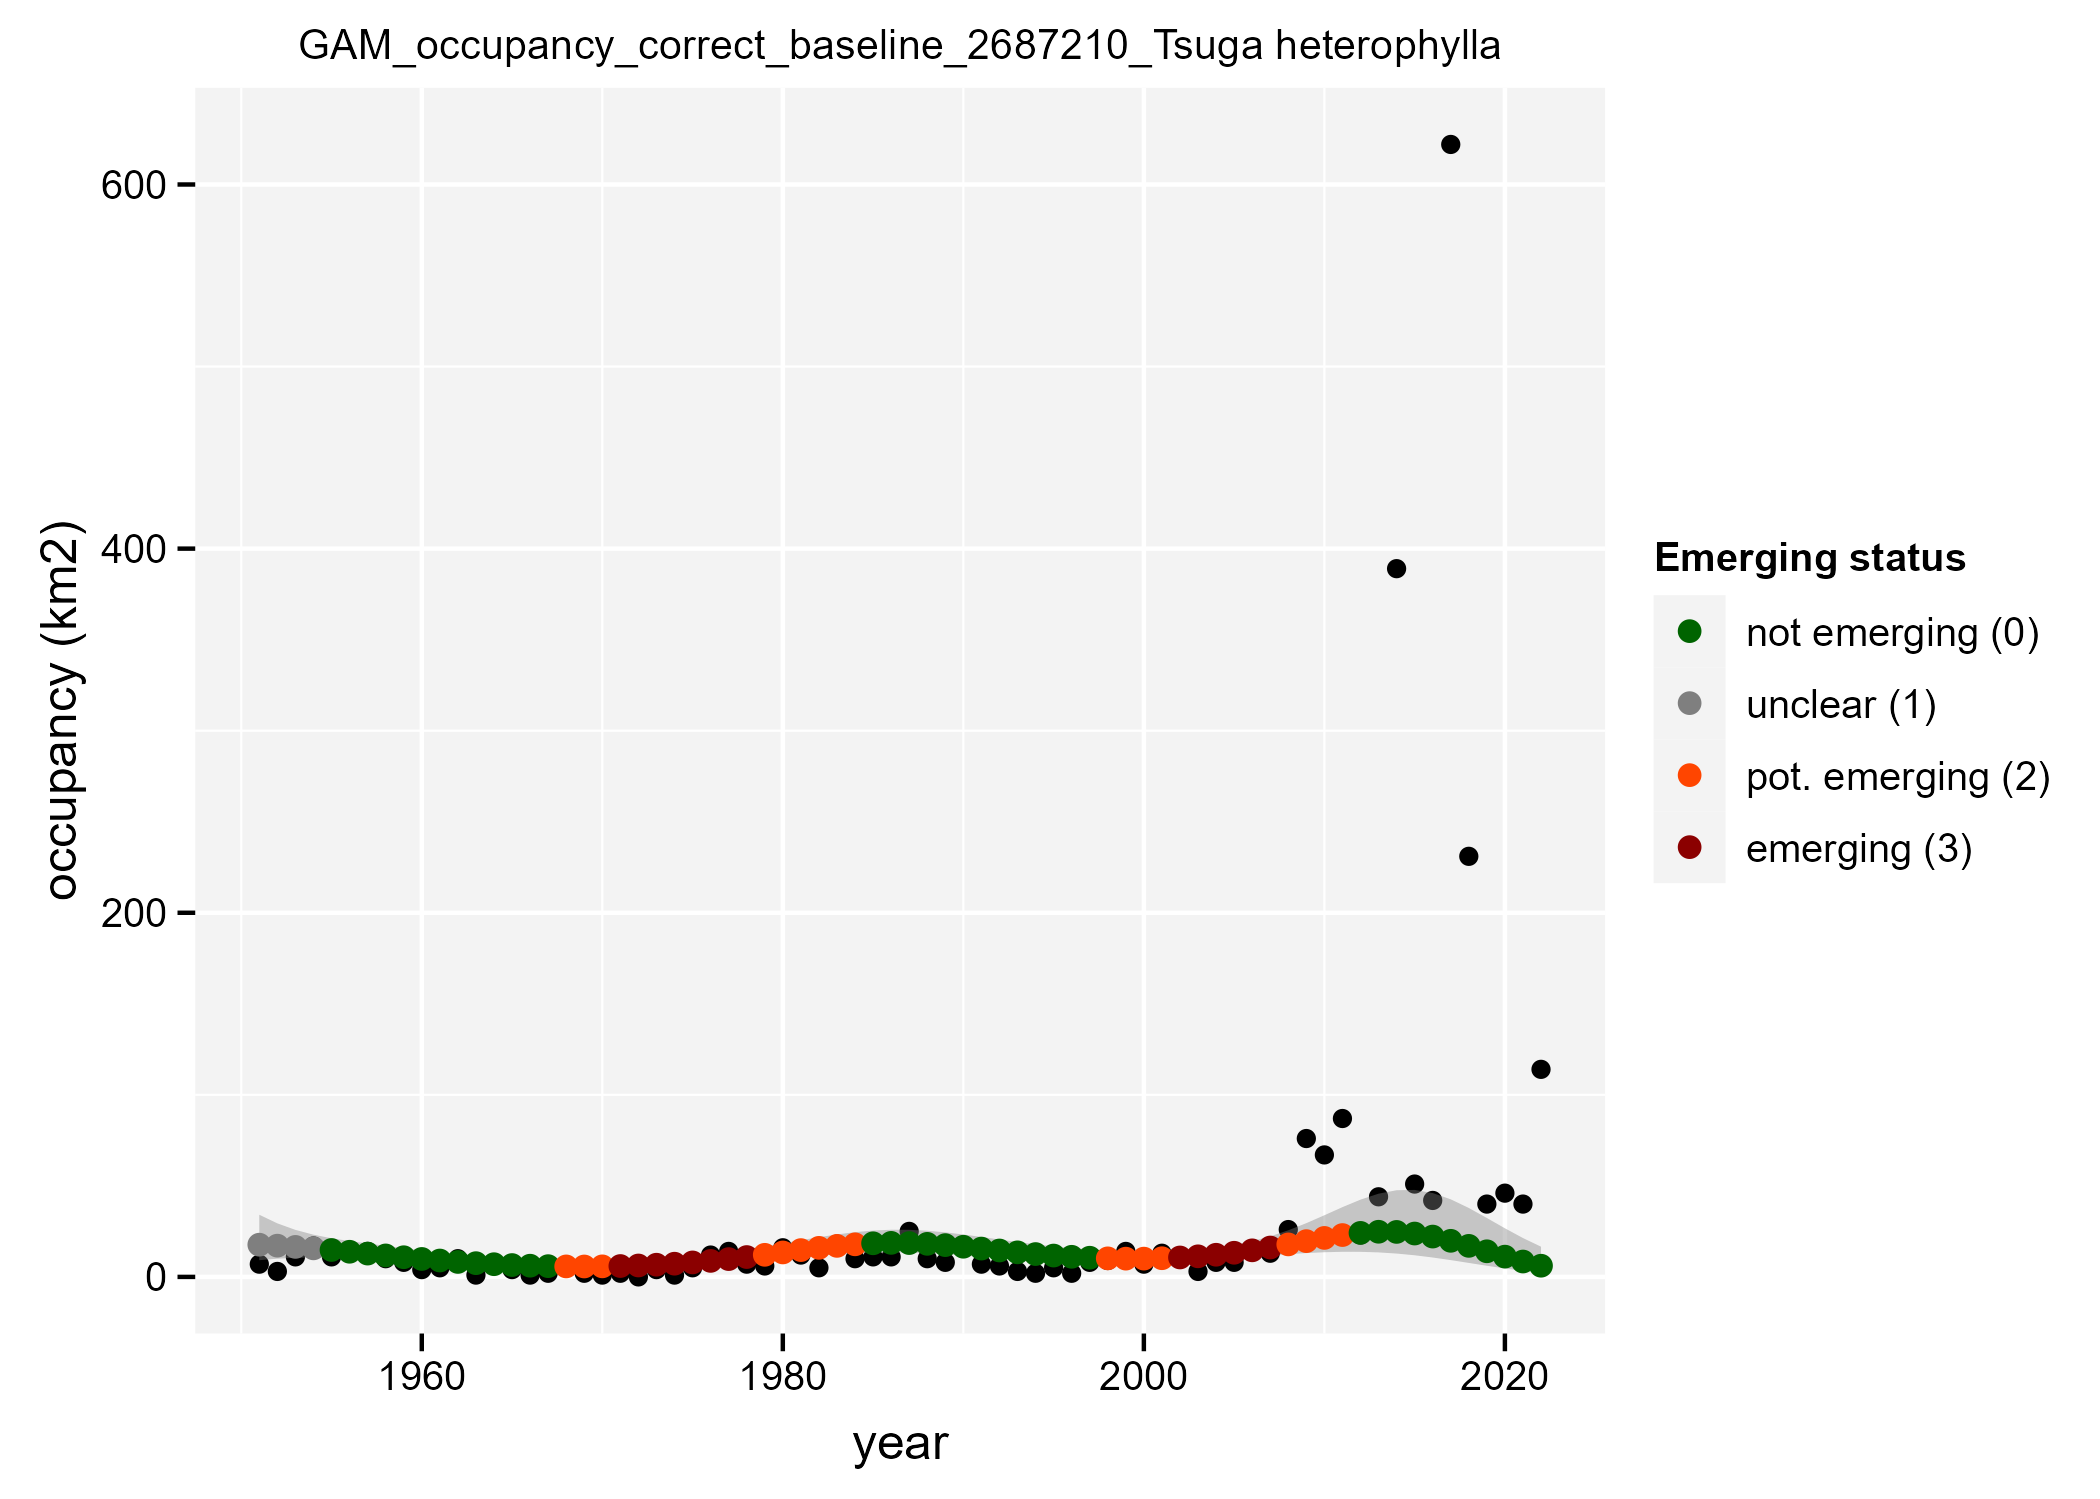 GAM_occupancy_correct_baseline_2687210_Tsuga heterophylla
600
400
200
0
occupancy (km2)
1960
1980
2000
2020
year
Emerging status
not emerging (0)
unclear (1)
pot. emerging (2)
emerging (3)